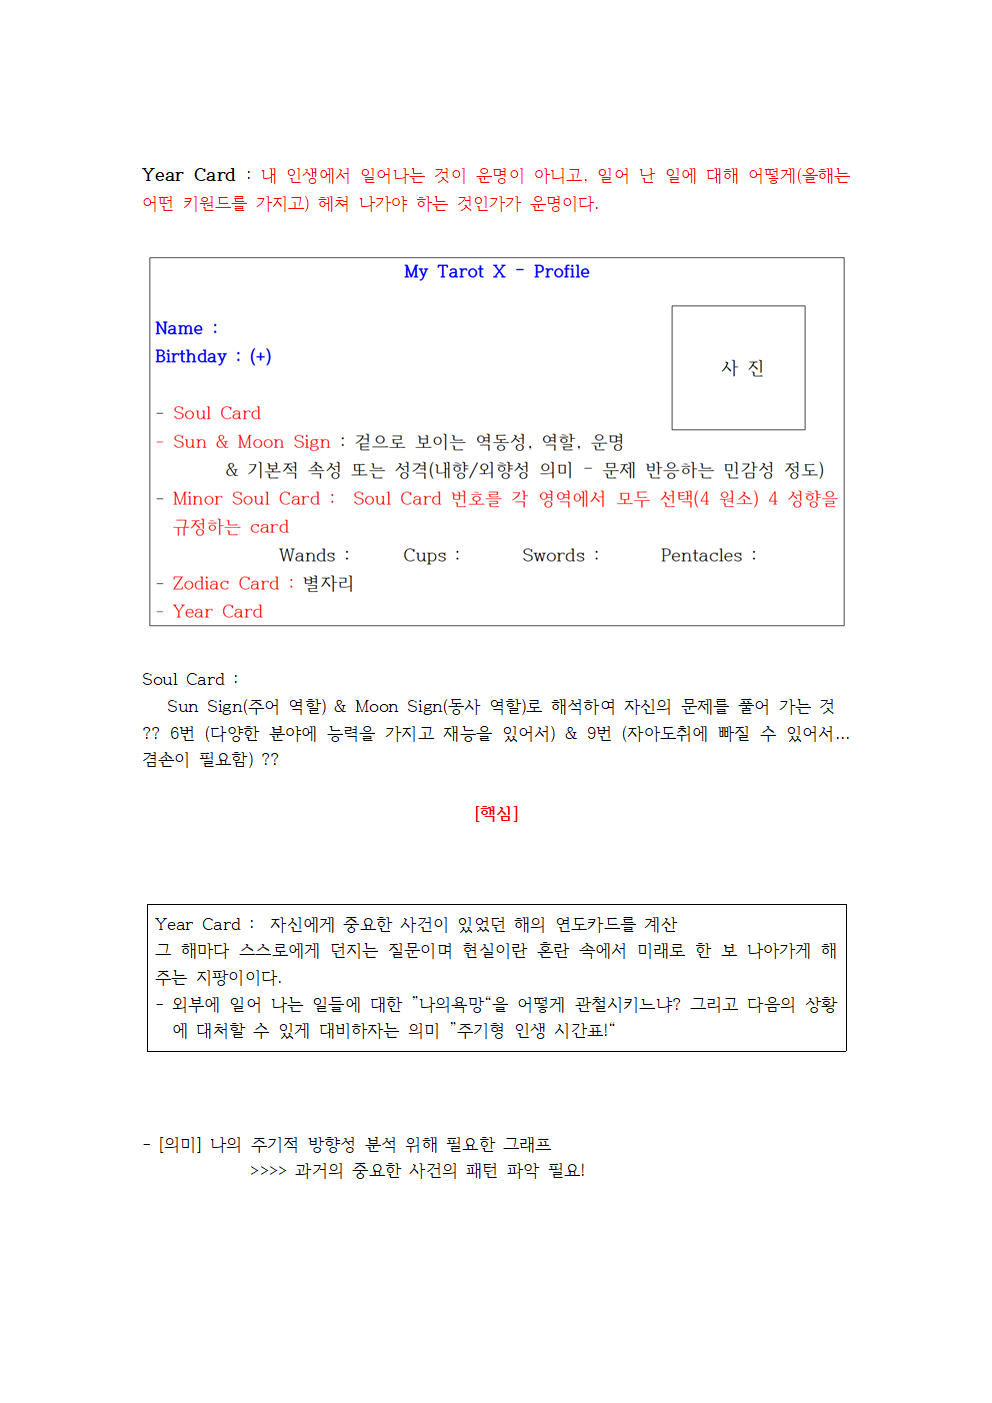 Year Card : 내 인생에서 일어나는 것이 운명이 아니고, 일어 난 일에 대해 어떻게(올해는
어떤 키원드를 가지고) 헤쳐 나가야 하는 것인가가 운명이다.
My Tarot X - Profile
Name :
Birthday : (+)
사 진
- Soul Card
- Sun & Moon Sign : 겉으로 보이는 역동성, 역할, 운명
& 기본적 속성 또는 성격(내향/외향성 의미 - 문제 반응하는 민감성 정도)
- Minor Soul Card : Soul Card 번호를 각 영역에서 모두 선택(4 원소) 4 성향을
규정하는 card
Wands : Cups : Swords : Pentacles :
- Zodiac Card : 별자리
- Year Card
Soul Card :
Sun Sign(주어 역할) & Moon Sign(동사 역할)로 해석하여 자신의 문제를 풀어 가는 것
?? 6번 (다양한 분야에 능력을 가지고 재능을 있어서) & 9번 (자아도취에 빠질 수 있어서...
겸손이 필요함) ??
[핵심]
Year Card : 자신에게 중요한 사건이 있었던 해의 연도카드를 계산
그 해마다 스스로에게 던지는 질문이며 현실이란 혼란 속에서 미래로 한 보 나아가게 해
주는 지팡이이다.
- 외부에 일어 나는 일들에 대한 ”나의욕망“을 어떻게 관철시키느냐? 그리고 다음의 상황
에 대처할 수 있게 대비하자는 의미 ”주기형 인생 시간표!“
- [의미] 나의 주기적 방향성 분석 위해 필요한 그래프
>>>> 과거의 중요한 사건의 패턴 파악 필요!